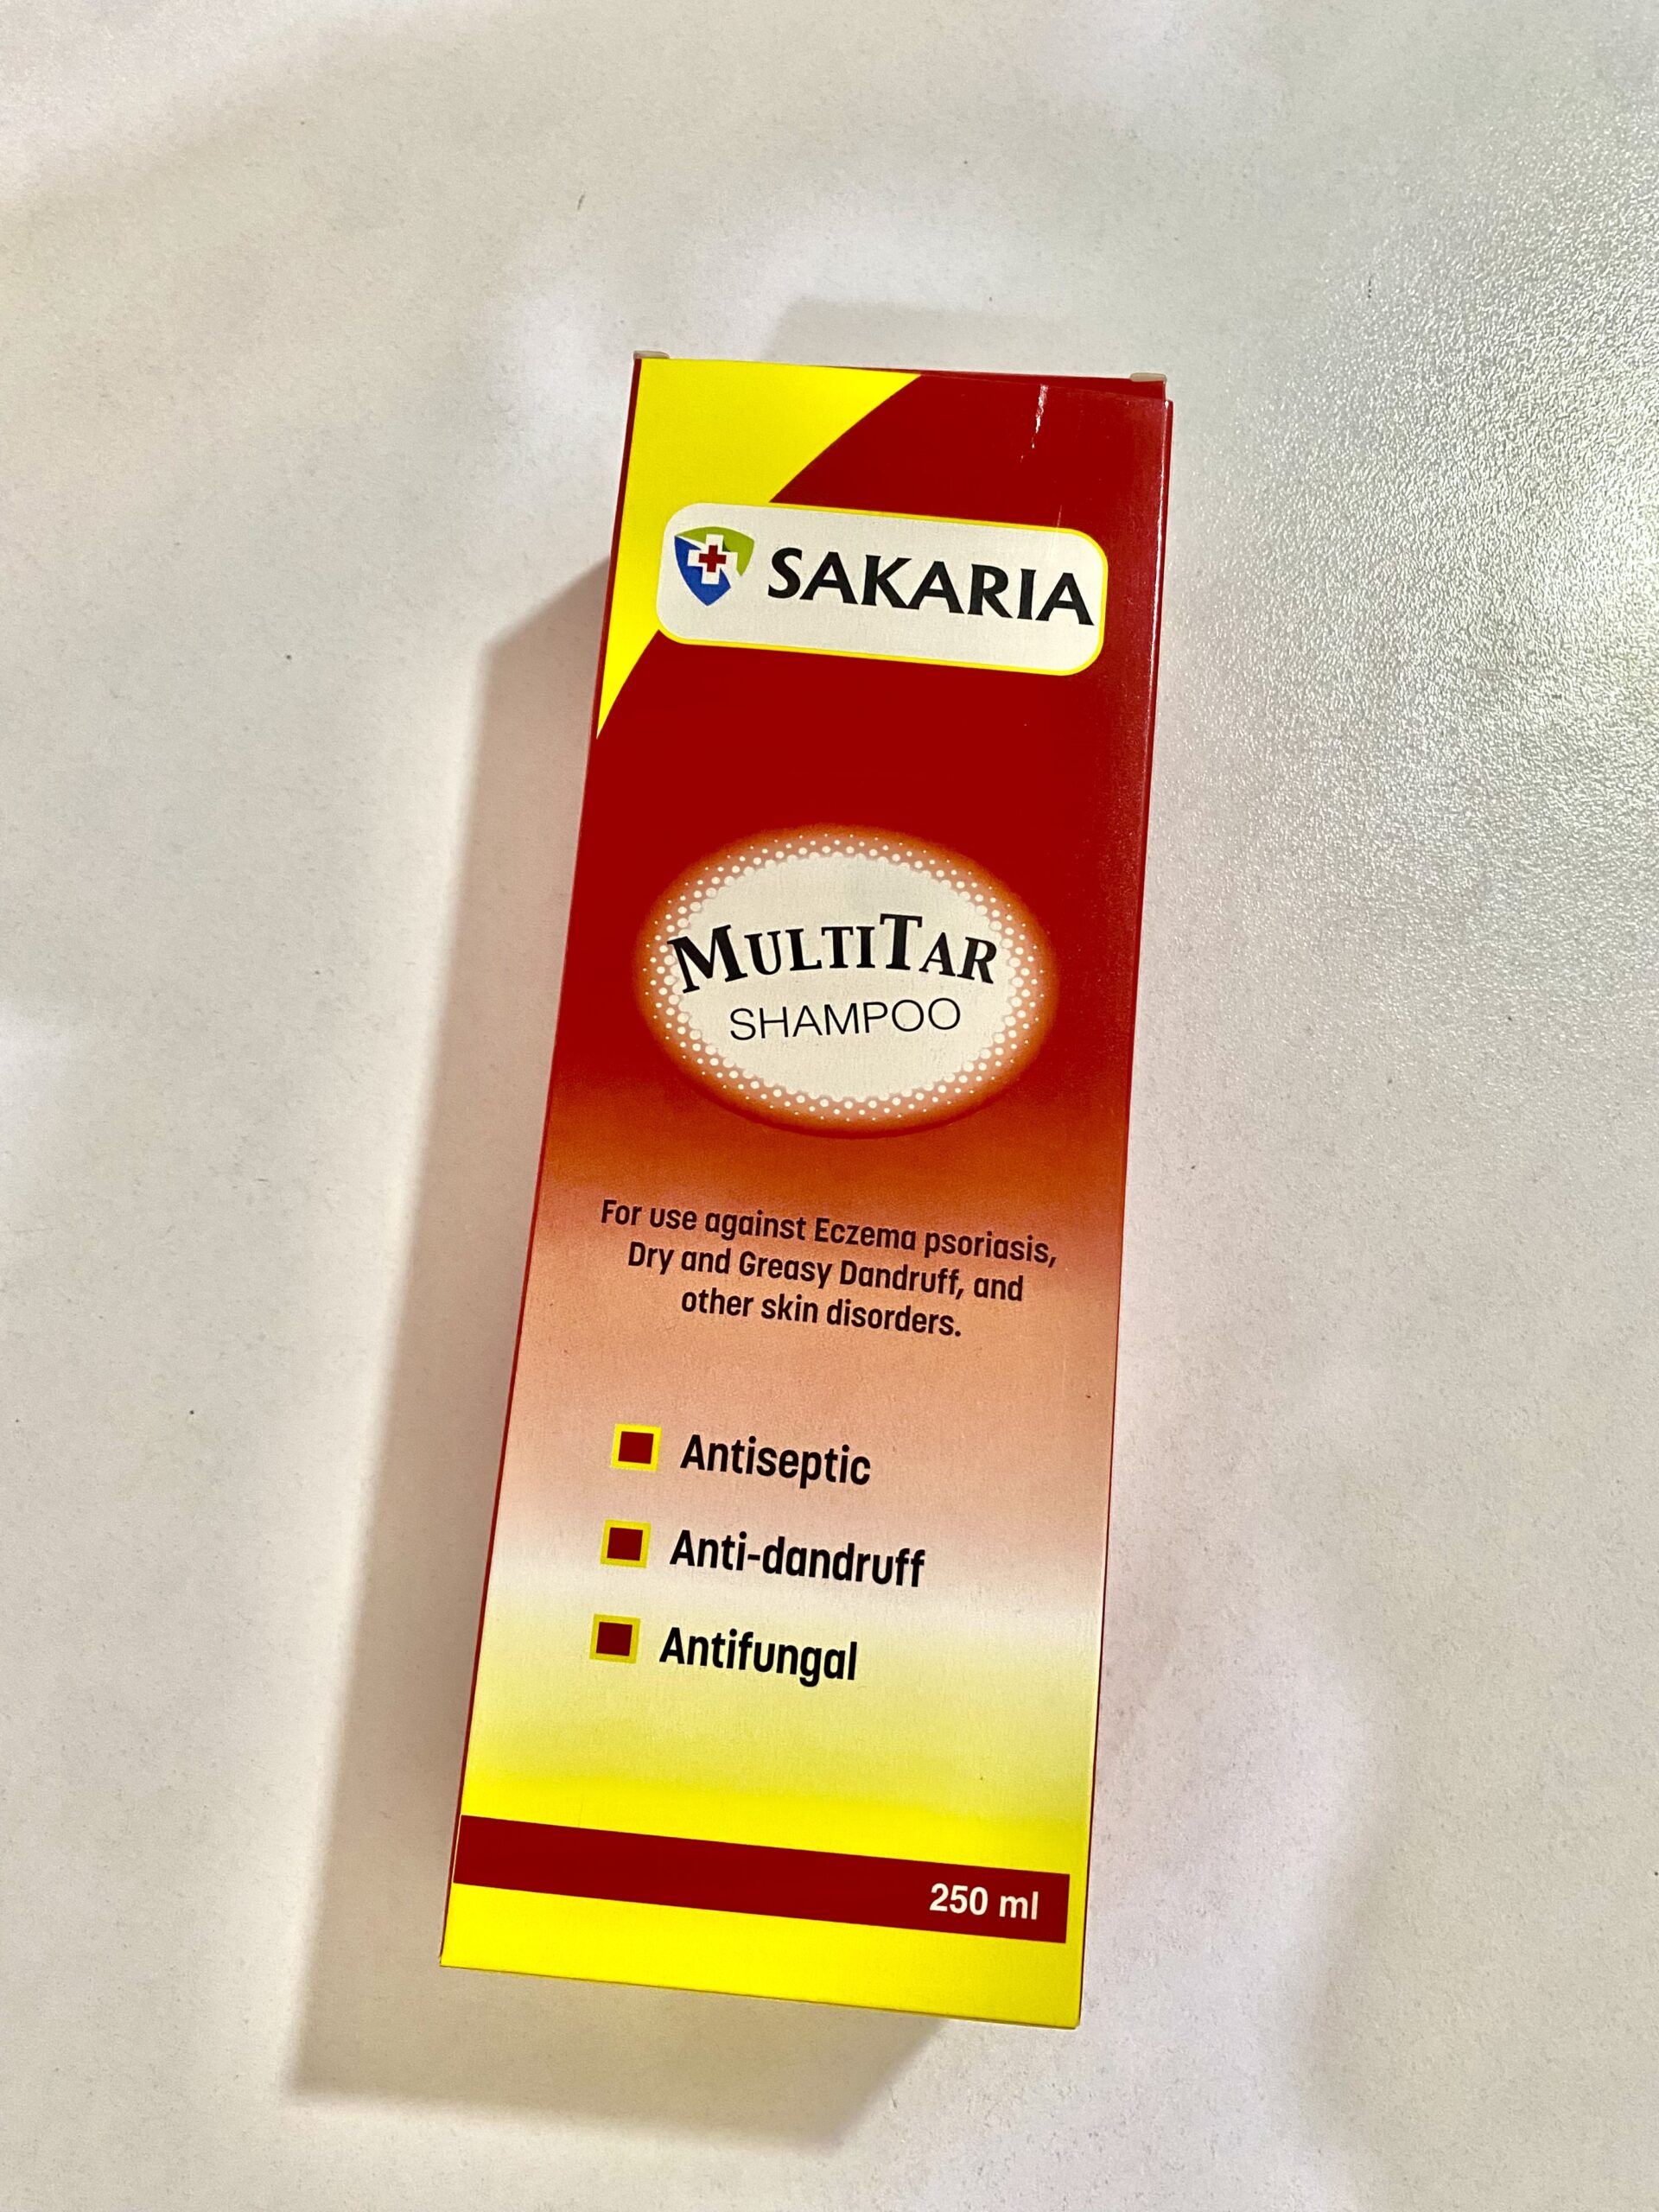 SAKARIA
MULTITAR
SHAMPOO
For use against Eczema psoriasis,
Dry and Greasy Dandruff, and
other skin disorders.
Antiseptic
Anti-dandruff
Antifungal
250 ml